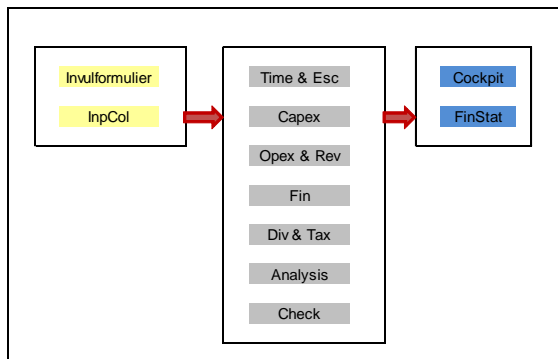 Invulformulier
InpCol
Time & Esc
Capex
Opex & Rev
Fin
Div & Tax
Analysis
Check
Cockpit
FinStat